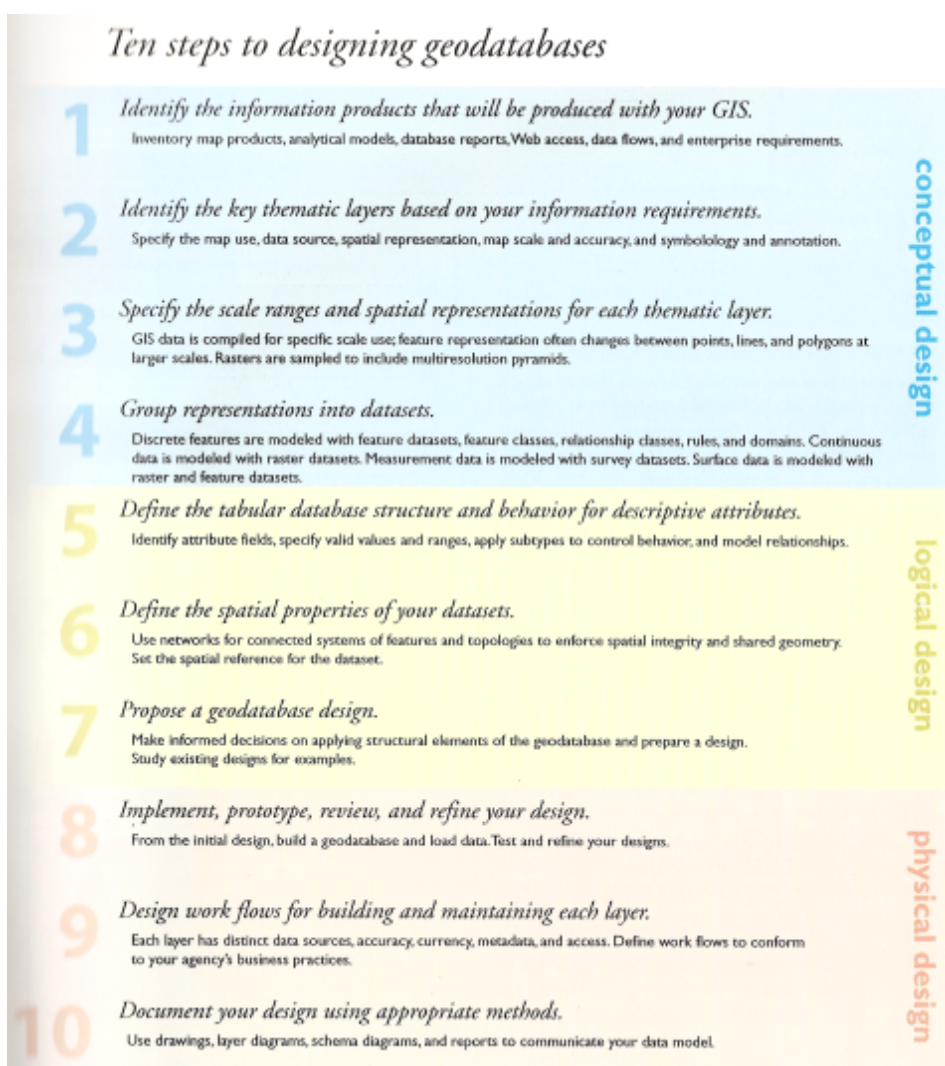 Ten steps to designing geodatabases
1
Identify the information products that will be produced with your GIS.
Inventory map products, analytical models, database reports, Web access, data flows, and enterprise requirements.
2
Identify the key thematic layers based on your information requirements.
Specify the map use, data source, spatial representation, map scale and accuracy, and symbolology and annotation.
3
Specify the scale ranges and spatial representations for each thematic layer.
GIS data is compiled for specific scale use; feature representation often changes between points, lines, and polygons at
larger scales. Rasters are sampled to include multiresolution pyramids.
4
Group representations into datasets.
Discrete features are modeled with feature datasets, feature classes, relationship classes, rules, and domains. Continuous
data is modeled with raster datasets. Measurement data is modeled with survey datasets. Surface data is modeled with
raster and feature datasets.
conceptual design
5
Define the tabular database structure and behavior for descriptive attributes.
Identify attribute fields, specify valid values and ranges, apply subtypes to control behavior, and model relationships.
6
Define the spatial properties of your datasets.
Use networks for connected systems of features and topologies to enforce spatial integrity and shared geometry.
Set the spatial reference for the dataset.
7
Propose a geodatabase design.
Make informed decisions on applying structural elements of the geodatabase and prepare a design.
Study existing designs for examples.
logical design
8
Implement, prototype, review, and refine your design.
From the initial design, build a geodatabase and load data. Test and refine your designs.
9
Design work flows for building and maintaining each layer.
Each layer has distinct data sources, accuracy, currency, metadata, and access. Define work flows to conform
to your agency's business practices.
10
Document your design using appropriate methods.
Use drawings, layer diagrams, schema diagrams, and reports to communicate your data model.
physical design